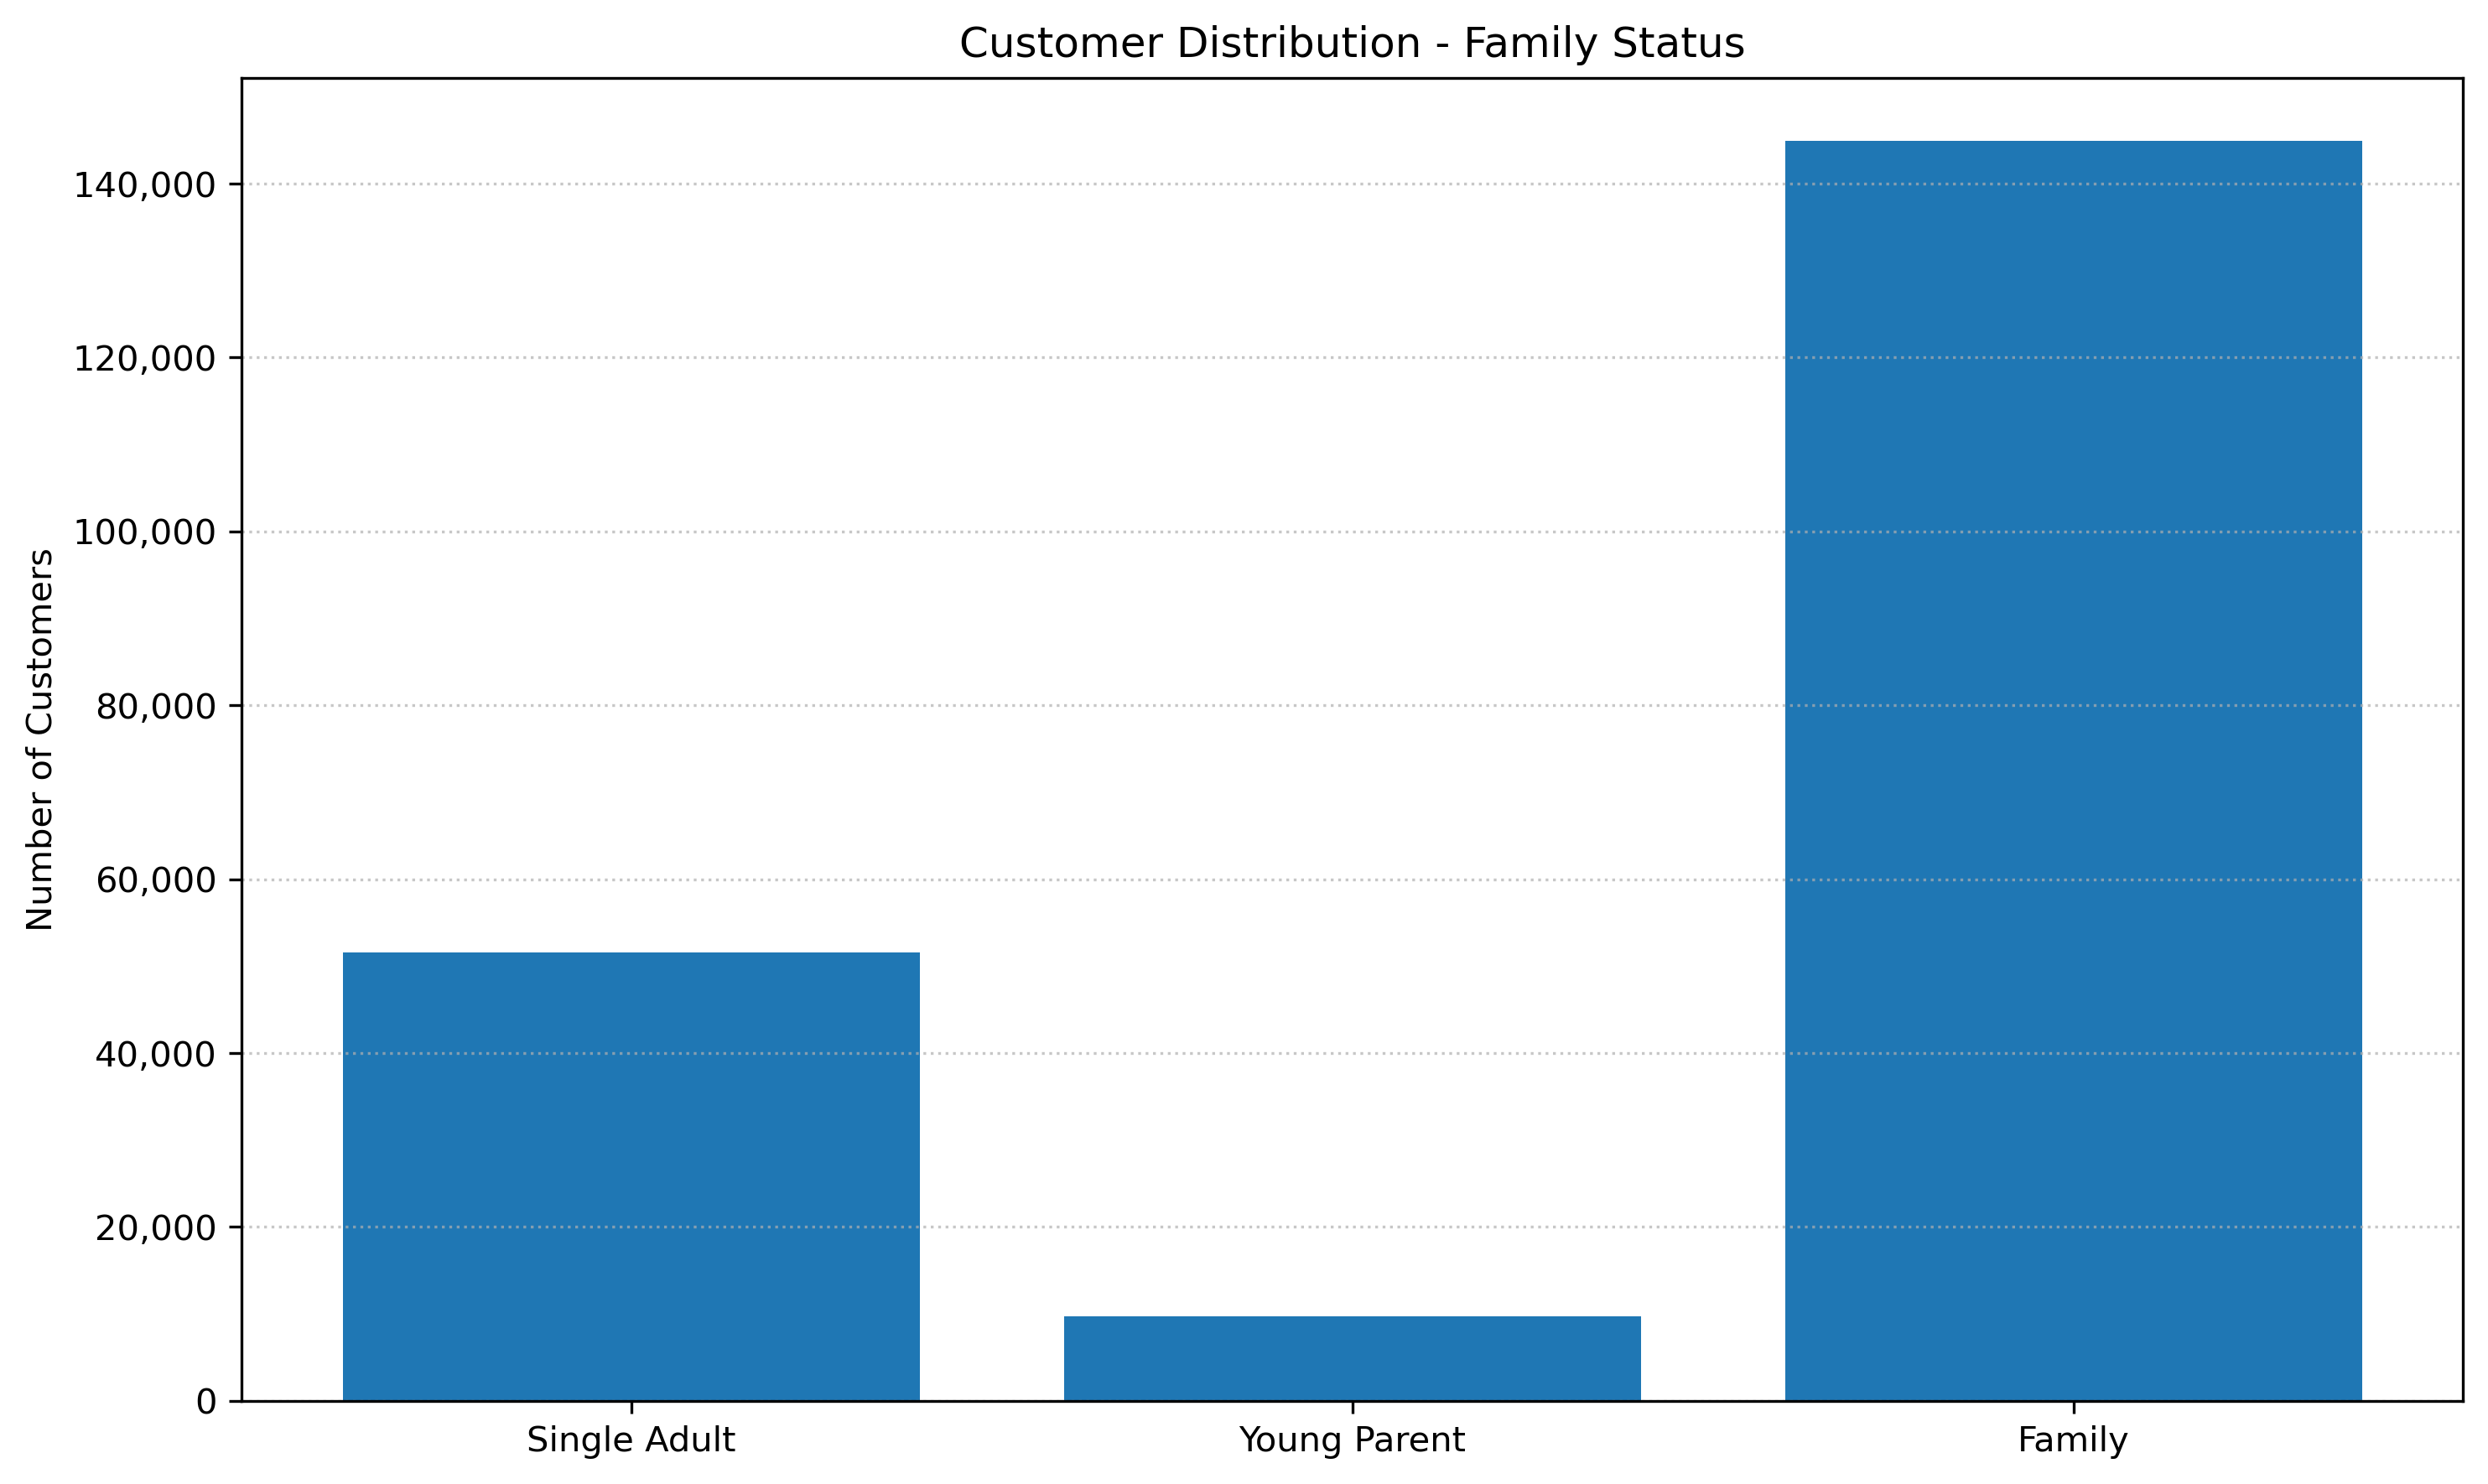 Customer Distribution - Family Status
Number of Customers
140,000
120,000
100,000
80,000
60,000
40,000
20,000
0
Single Adult
Young Parent
Family